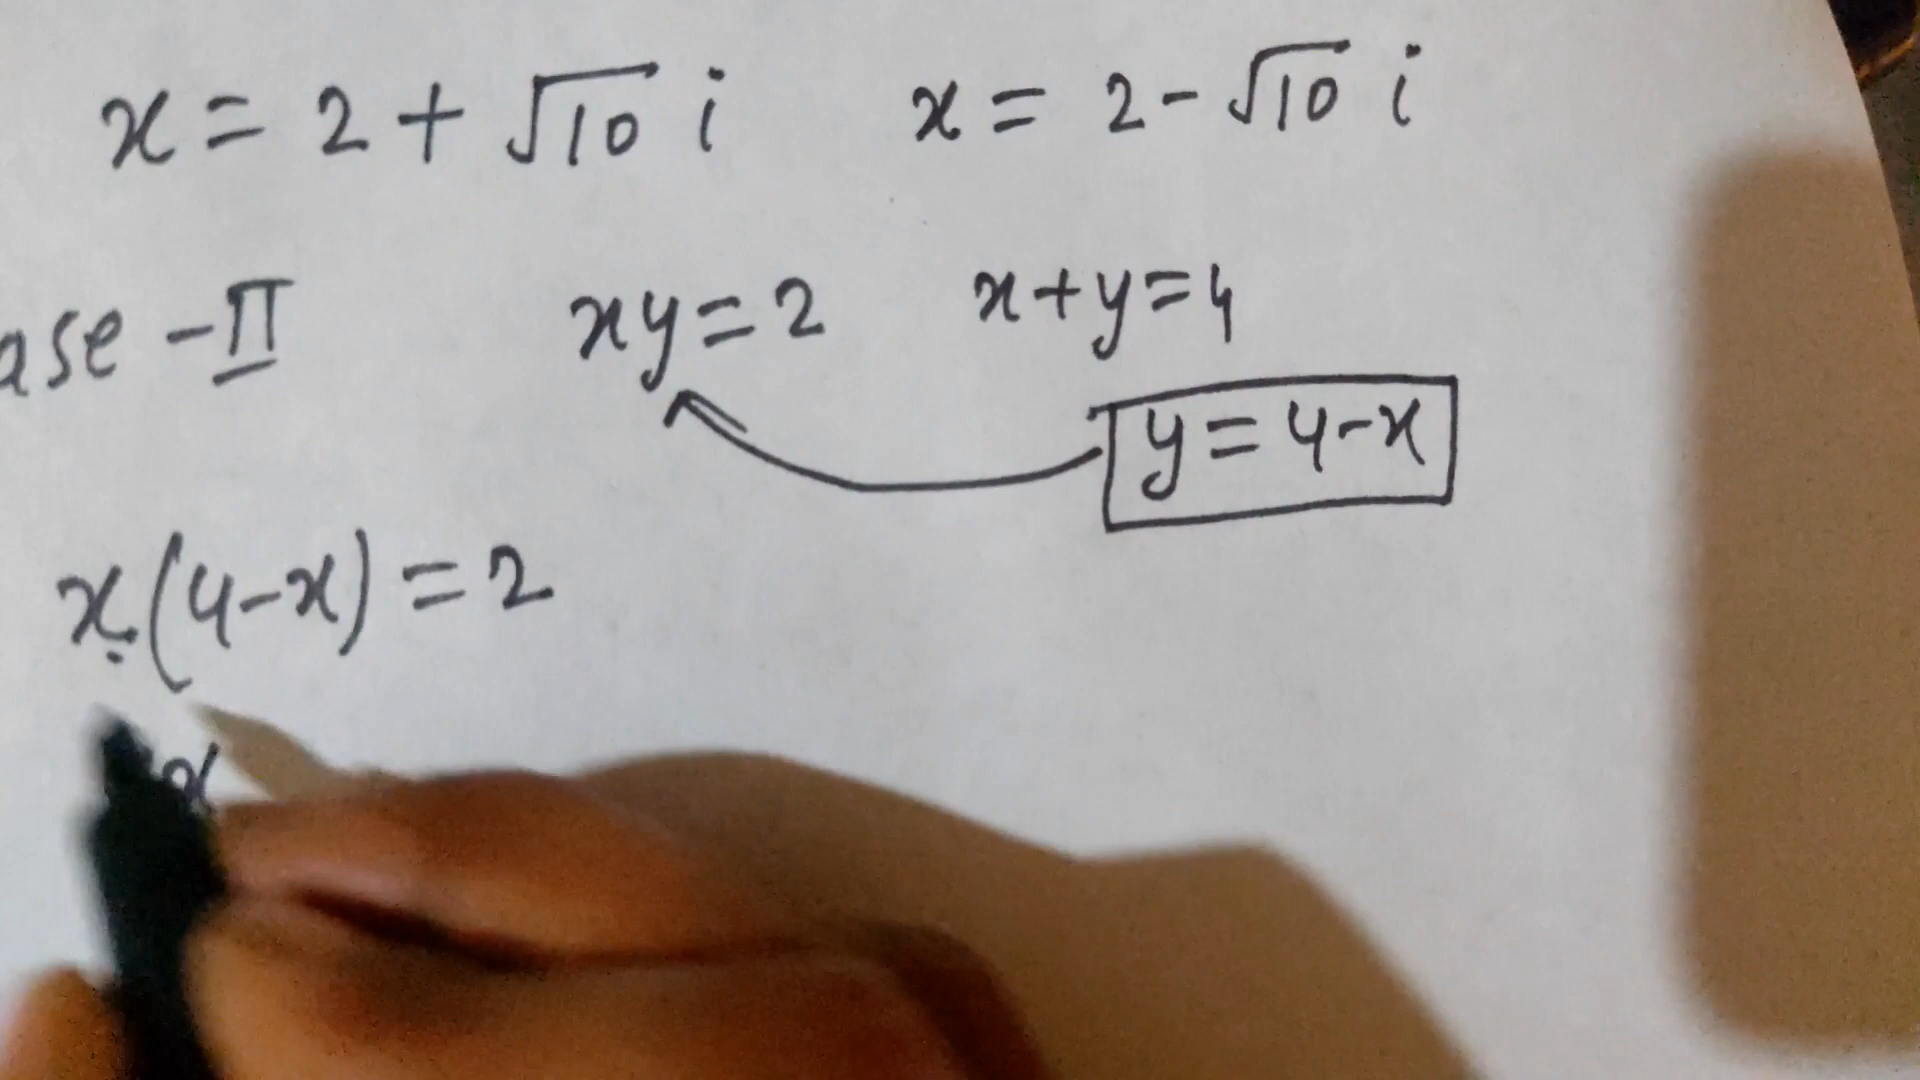 x = 2 + √10 i x = 2 - √10 i
ase - II xy = 2 x + y = 4
y = 4 - x
x(4 - x) = 2
x